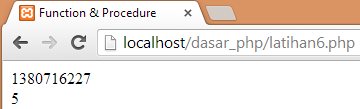 Function & Procedure
localhost/dasar_php/latihan6.php
1380716227
5